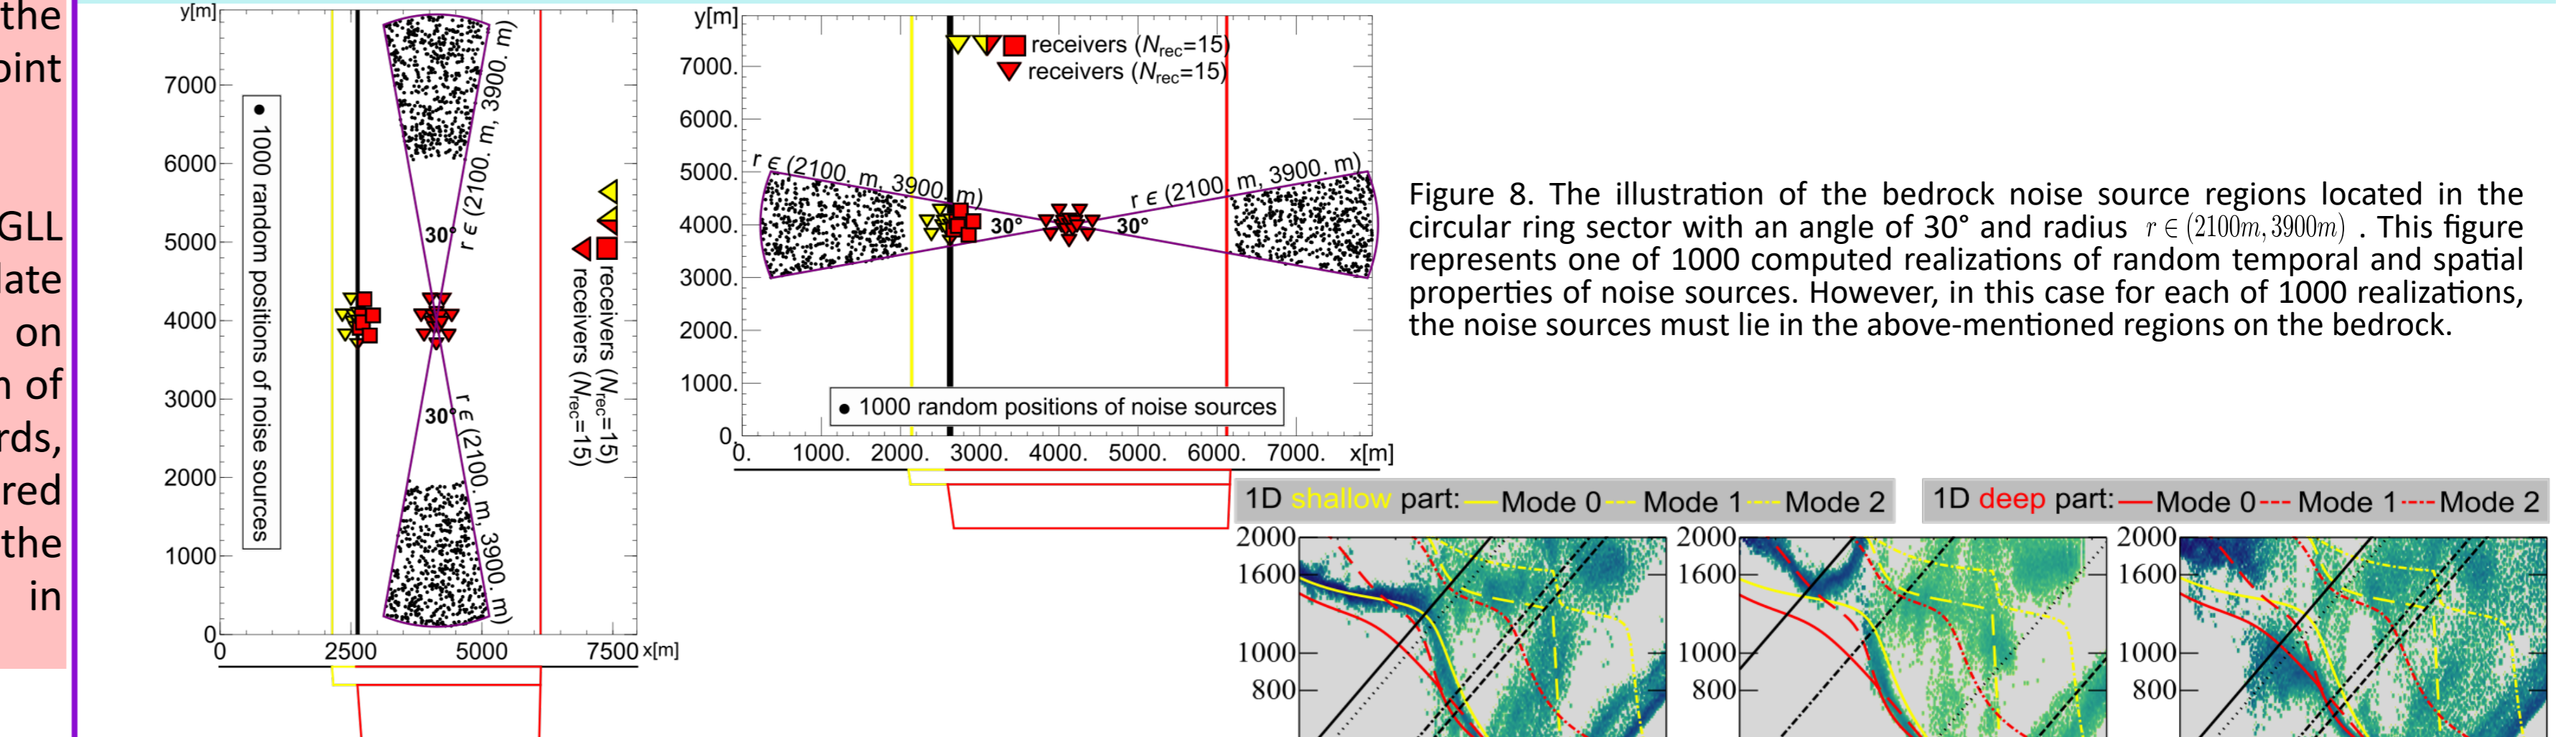 the
oint
GLL
late
on
n of
rds,
red
the
in
y[m]
7000
6000
5000
4000
3000
2000
1000
0
0 2500 5000 7500 x[m]
● 1000 random positions of noise sources
r ϵ (2100. m, 3900. m)
30°
30°
r ϵ (2100. m, 3900. m)
receivers (Nrec=15)
receivers (Nrec=15)
y[m]
7000.
6000.
5000.
4000.
3000.
2000.
1000.
0.
0. 1000. 2000. 3000. 4000. 5000. 6000. 7000. x[m]
receivers (Nrec=15)
receivers (Nrec=15)
r ϵ (2100. m, 3900. m)
r ϵ (2100. m, 3900. m)
30°
30°
● 1000 random positions of noise sources
Figure 8. The illustration of the bedrock noise source regions located in the
circular ring sector with an angle of 30° and radius r ∈ (2100m, 3900m) . This figure
represents one of 1000 computed realizations of random temporal and spatial
properties of noise sources. However, in this case for each of 1000 realizations,
the noise sources must lie in the above-mentioned regions on the bedrock.
1D shallow part: Mode 0 Mode 1 Mode 2
1D deep part: Mode 0 Mode 1 Mode 2
2000
1600
1000
800
2000
1600
1000
800
2000
1600
1000
800